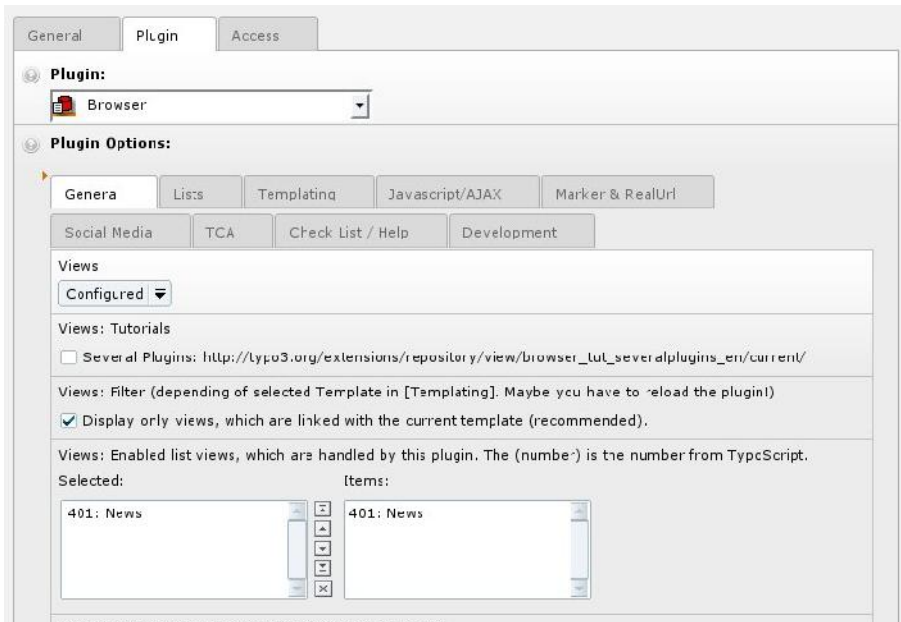 General Plugin Access
Plugin:
Browser
Plugin Options:
Genera Lists Templating Javascript/AJAX Marker & RealUrl
Social Media TCA Check List / Help Development
Views
Configured
Views: Tutorials
Several Plugins: http://typo3.org/extensions/repository/view/browser_tut_severalplugins_en/current/
Views: Filter (depending of selected Template in [Templating]. Maybe you have to reload the plugin!)
Display only views, which are linked with the current template (recommended).
Views: Enabled list views, which are handled by this plugin. The (number) is the number from TypoScript.
Selected: Items:
401: News 401: News